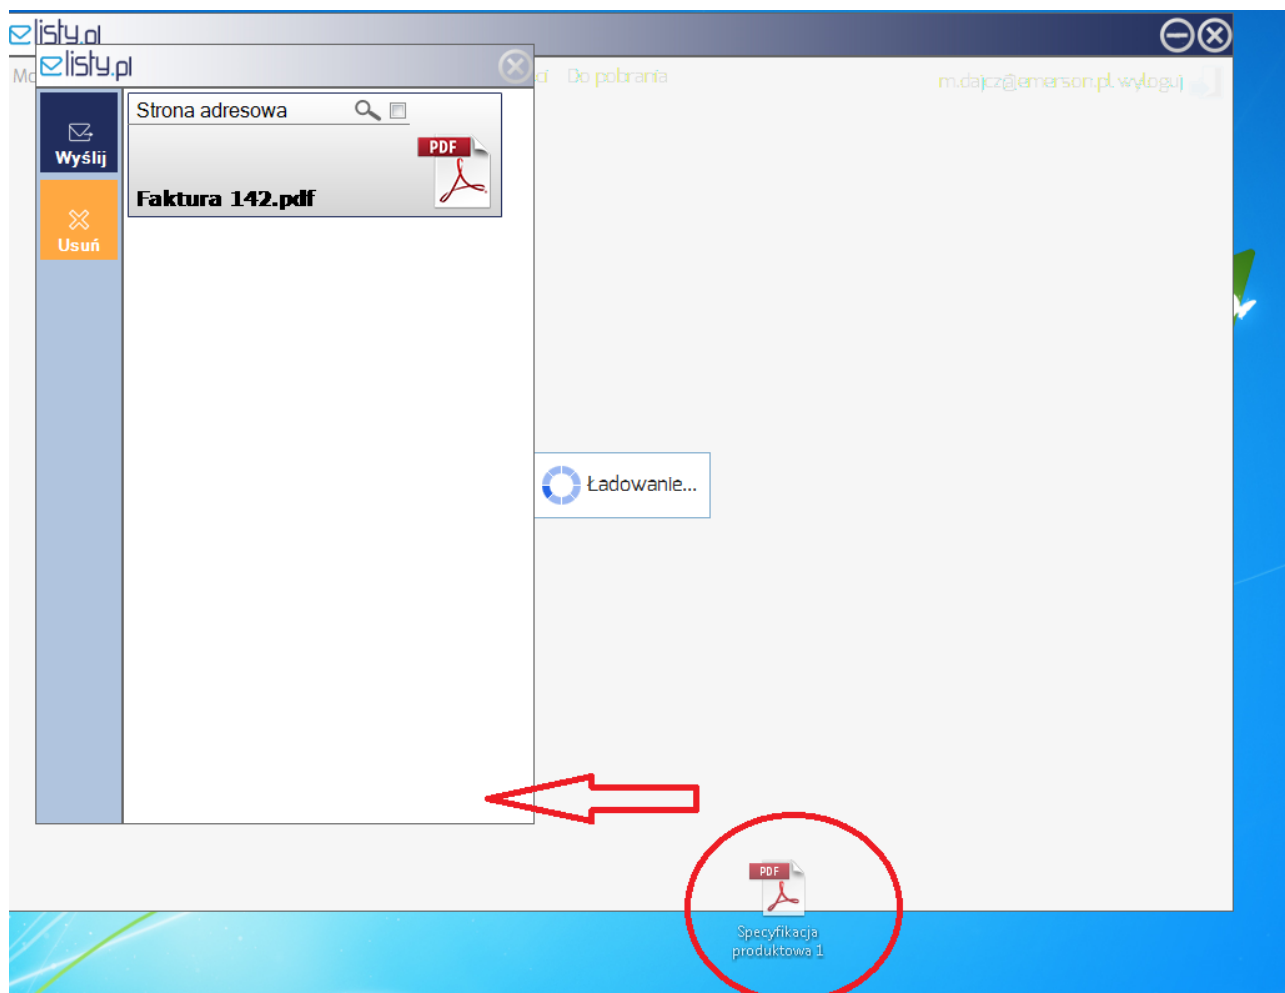 listy.pl
listy.pl
Do pobrania
m.dajcz@emerson.pl wyloguj
Strona adresowa
Wyślij
PDF
Faktura 142.pdf
Usuń
Ładowanie...
PDF
Specyfikacja
produktowa 1